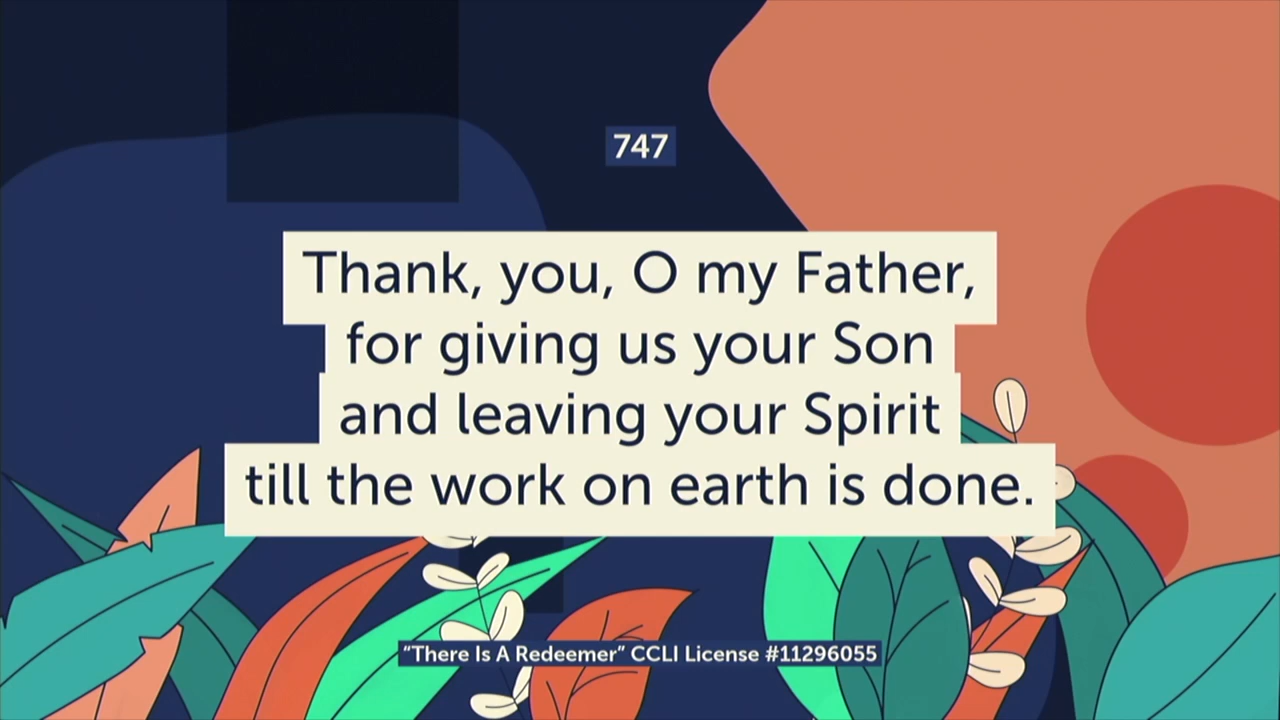 747
Thank, you, O my Father,
for giving us your Son
and leaving your Spirit
till the work on earth is done.
“There Is A Redeemer” CCLI License #11296055